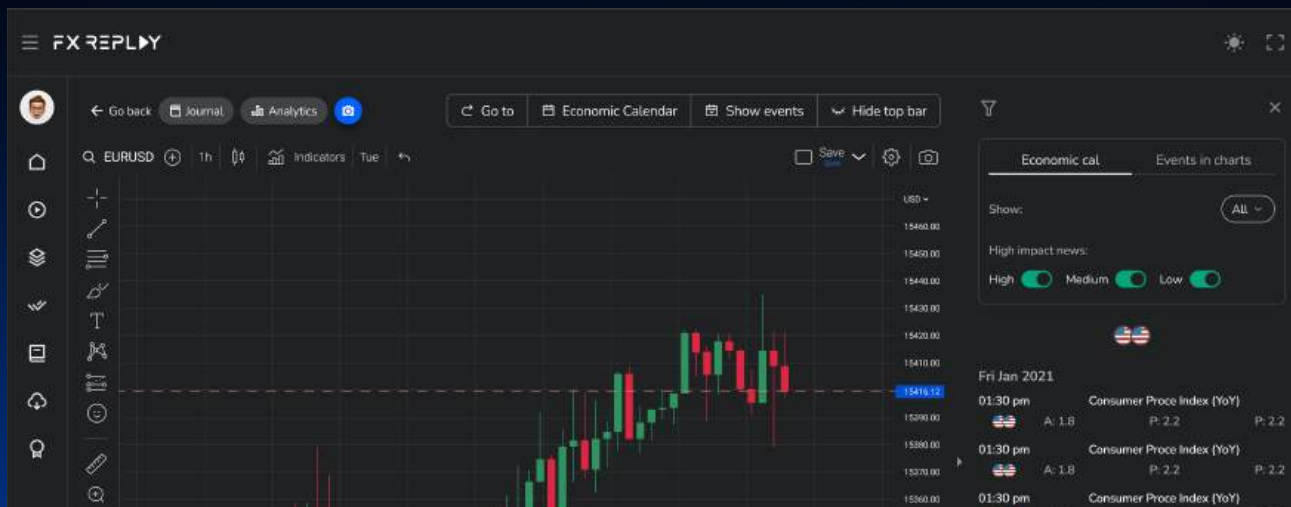 FX REPLAY
Go back Journal Analytics Go to Economic Calendar Show events Hide top bar
EURUSD 1h Indicators Tue Save
Economic cal Events in charts
USD
Show: All
15460.00
15450.00
High impact news:
High Medium Low
15440.00
15430.00
15420.00
15410.00
Fri Jan 2021
15416.12
01:30 pm Consumer Proce Index (YoY)
A: 1.8 P: 2.2 P: 2.2
15390.00
15380.00
01:30 pm Consumer Proce Index (YoY)
A: 1.8 P: 2.2 P: 2.2
15370.00
15360.00
01:30 pm Consumer Proce Index (YoY)